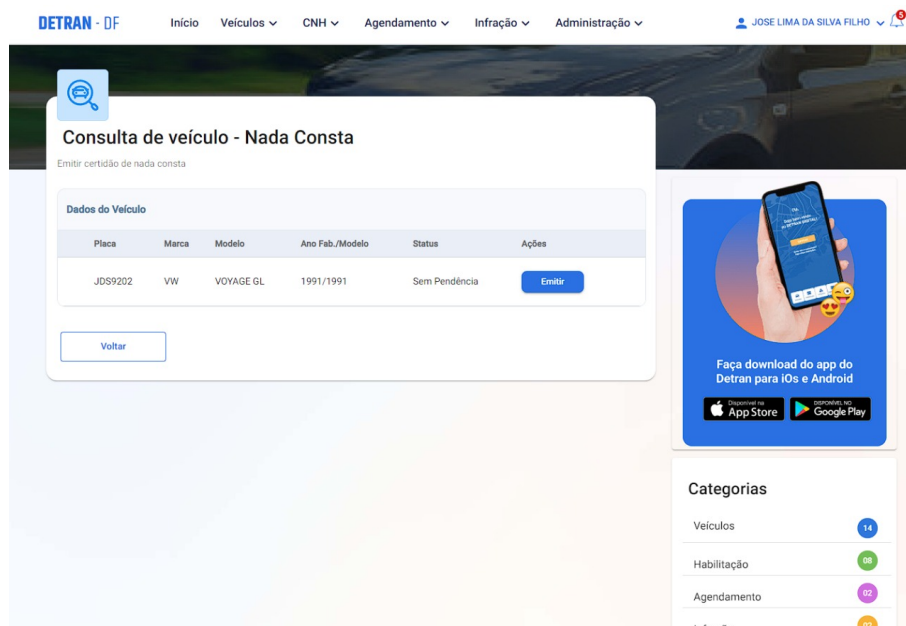 DETRAN - DF Início Veículos CNH Agendamento Infração Administração JOSE LIMA DA SILVA FILHO 5
Consulta de veículo - Nada Consta
Emitir certidão de nada consta
Dados do Veículo
Placa Marca Modelo Ano Fab./Modelo Status Ações
JDS9202 VW VOYAGE GL 1991/1991 Sem Pendência Emitir
Voltar
Faça download do app do
Detran para iOs e Android
Disponível na
App Store
DISPONÍVEL NO
Google Play
Categorias
Veículos 14
Habilitação 08
Agendamento 02